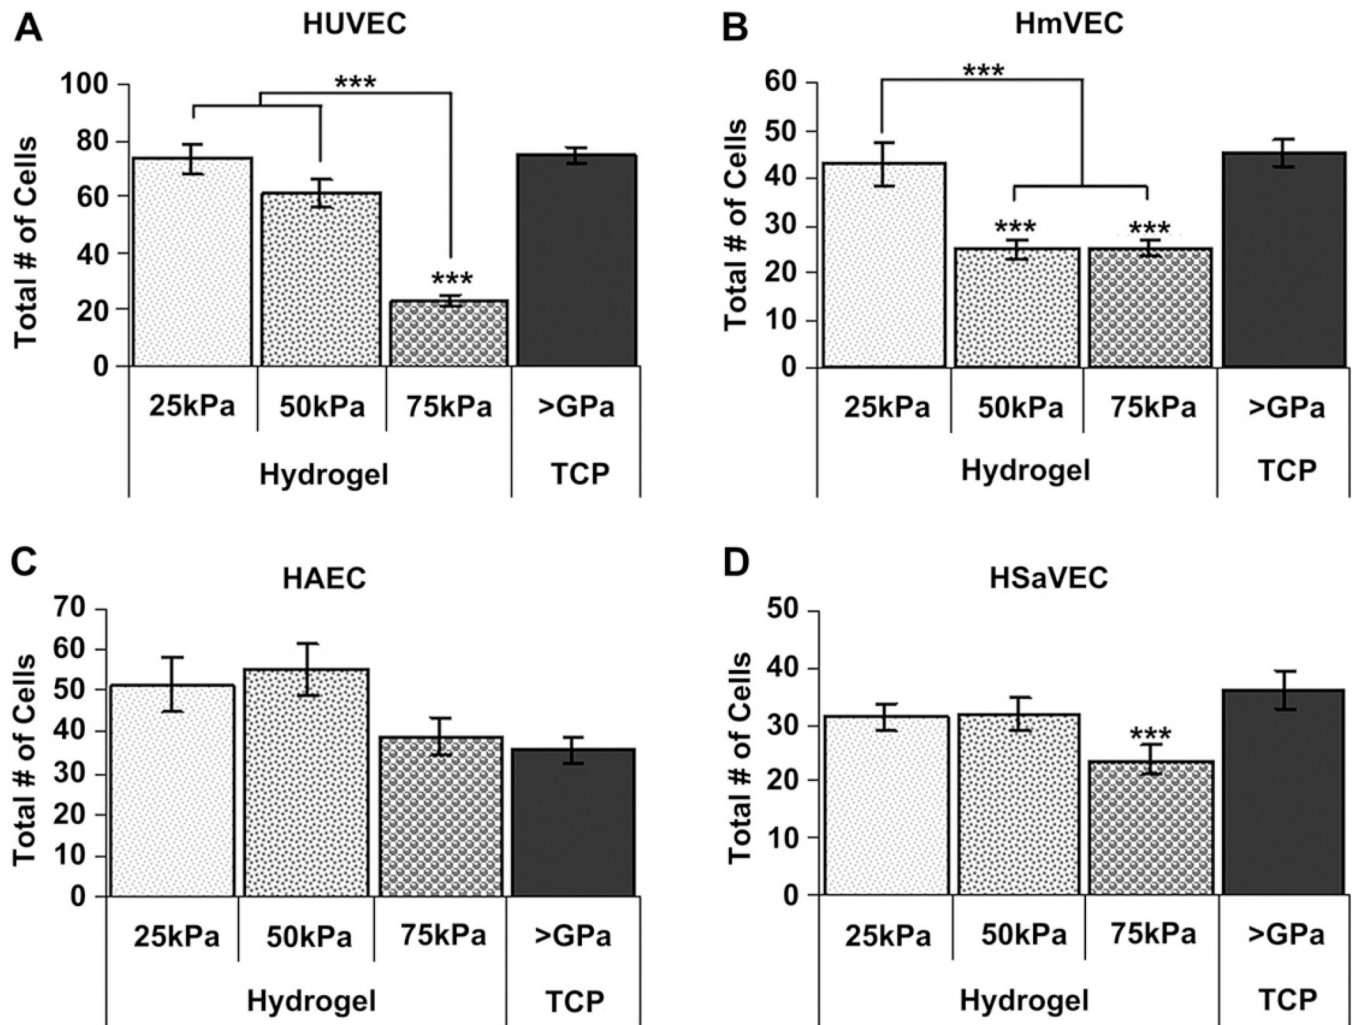 A
HUVEC
Total # of Cells
100
80
60
40
20
0
***
***
25kPa 50kPa 75kPa >GPa
Hydrogel TCP
B
HmVEC
Total # of Cells
60
50
40
30
20
10
0
***
*** ***
25kPa 50kPa 75kPa >GPa
Hydrogel TCP
C
HAEC
Total # of Cells
70
60
50
40
30
20
10
0
25kPa 50kPa 75kPa >GPa
Hydrogel TCP
D
HSaVEC
Total # of Cells
50
40
30
20
10
0
***
25kPa 50kPa 75kPa >GPa
Hydrogel TCP